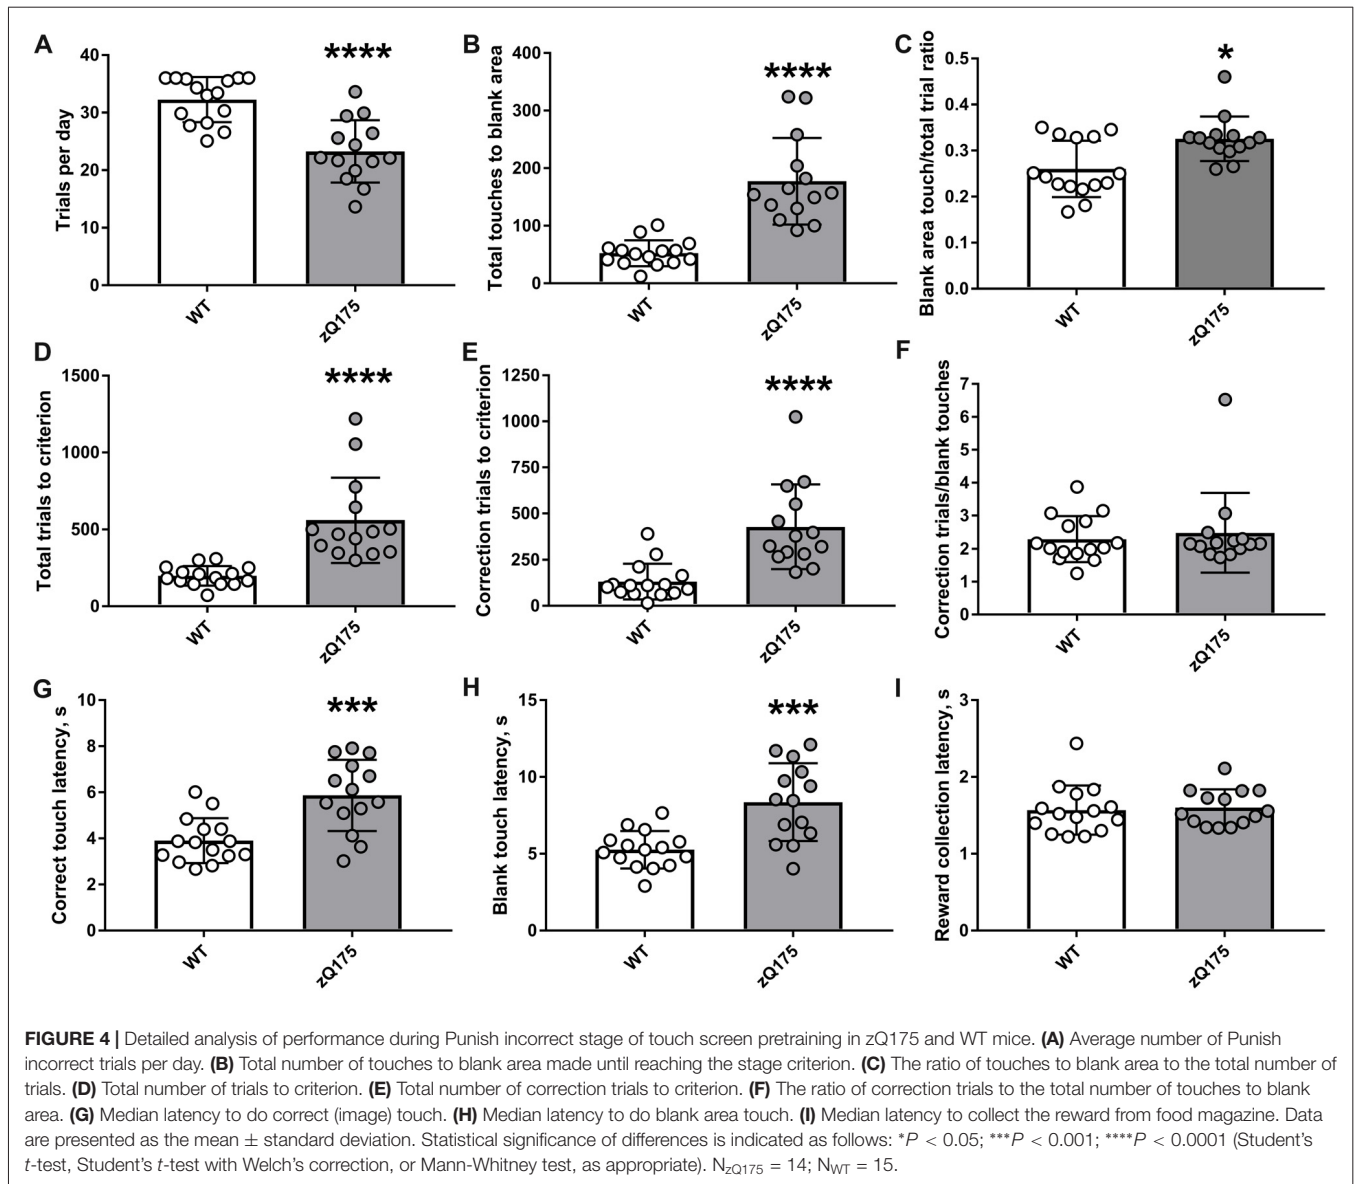 A
****
Trials per day
40
30
20
10
0
WT
zQ175
B
****
Total touches to blank area
400
300
200
100
0
WT
zQ175
C
*
Blank area touch/total trial ratio
0.5
0.4
0.3
0.2
0.1
0.0
WT
zQ175
D
****
Total trials to criterion
1500
1000
500
0
WT
zQ175
E
****
Correction trials to criterion
1250
1000
750
500
250
0
WT
zQ175
F
Correction trials/blank touches
7
6
5
4
3
2
1
0
WT
zQ175
G
***
Correct touch latency, s
10
8
6
4
2
0
WT
zQ175
H
***
Blank touch latency, s
15
10
5
0
WT
zQ175
I
Reward collection latency, s
3
2
1
0
WT
zQ175
FIGURE 4 | Detailed analysis of performance during Punish incorrect stage of touch screen pretraining in zQ175 and WT mice. (A) Average number of Punish
incorrect trials per day. (B) Total number of touches to blank area made until reaching the stage criterion. (C) The ratio of touches to blank area to the total number of
trials. (D) Total number of trials to criterion. (E) Total number of correction trials to criterion. (F) The ratio of correction trials to the total number of touches to blank
area. (G) Median latency to do correct (image) touch. (H) Median latency to do blank area touch. (I) Median latency to collect the reward from food magazine. Data
are presented as the mean ± standard deviation. Statistical significance of differences is indicated as follows: *P < 0.05; ***P < 0.001; ****P < 0.0001 (Student's
t-test, Student's t-test with Welch's correction, or Mann-Whitney test, as appropriate). NzQ175 = 14; NWT = 15.